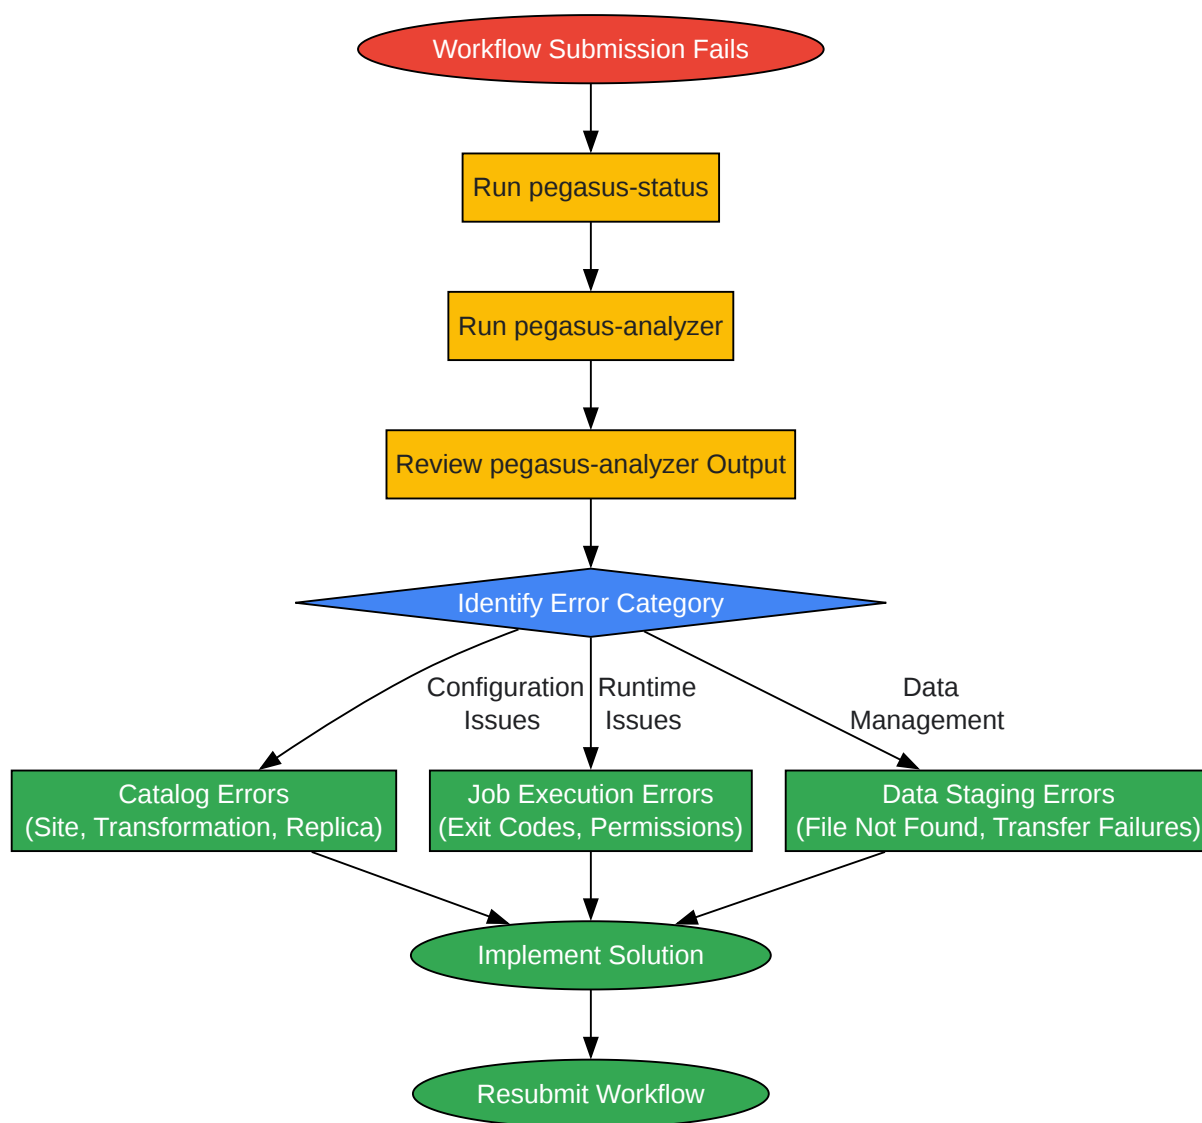 Workflow Submission Fails
Run pegasus-status
Run pegasus-analyzer
Review pegasus-analyzer Output
Identify Error Category
Configuration
Issues
Runtime
Issues
Data
Management
Catalog Errors
(Site, Transformation, Replica)
Job Execution Errors
(Exit Codes, Permissions)
Data Staging Errors
(File Not Found, Transfer Failures)
Implement Solution
Resubmit Workflow